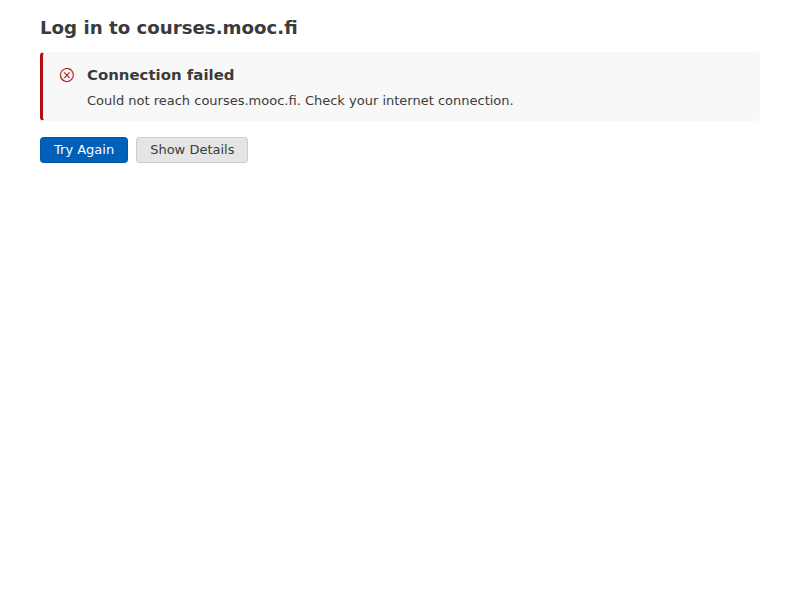 Log in to courses.mooc.fi
Connection failed
Could not reach courses.mooc.fi. Check your internet connection.
Try Again
Show Details